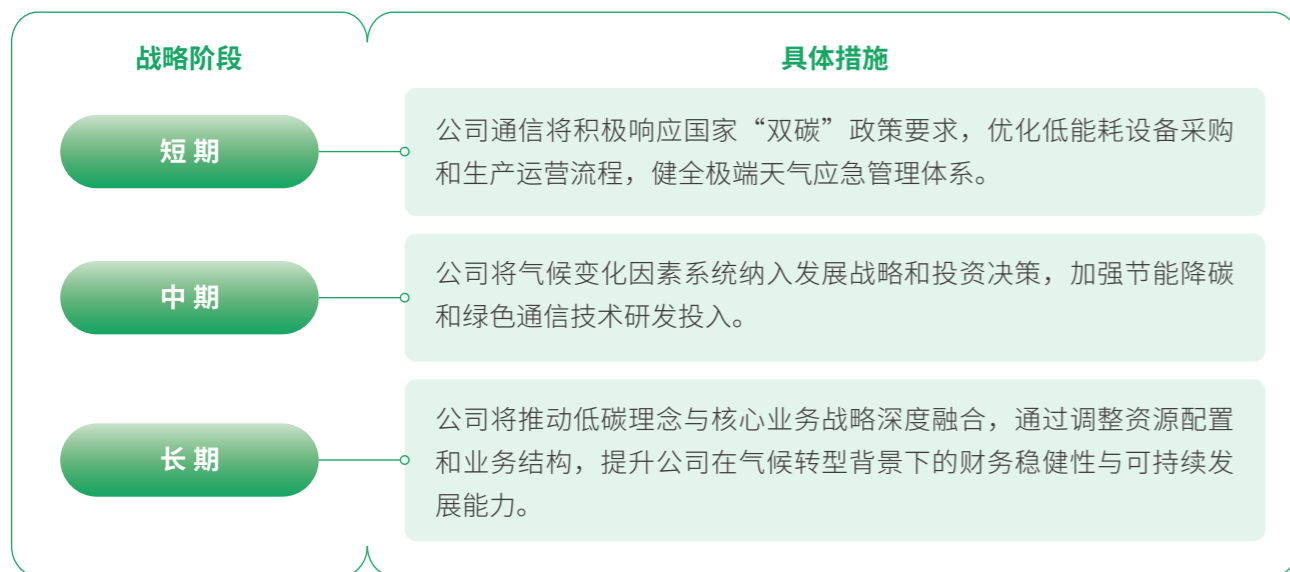 战略阶段
具体措施
短期
公司通信将积极响应国家“双碳”政策要求，优化低能耗设备采购
和生产运营流程，健全极端天气应急管理体系。
中期
公司将气候变化因素系统纳入发展战略和投资决策，加强节能降碳
和绿色通信技术研发投入。
长期
公司将推动低碳理念与核心业务战略深度融合，通过调整资源配置
和业务结构，提升公司在气候转型背景下的财务稳健性与可持续发
展能力。